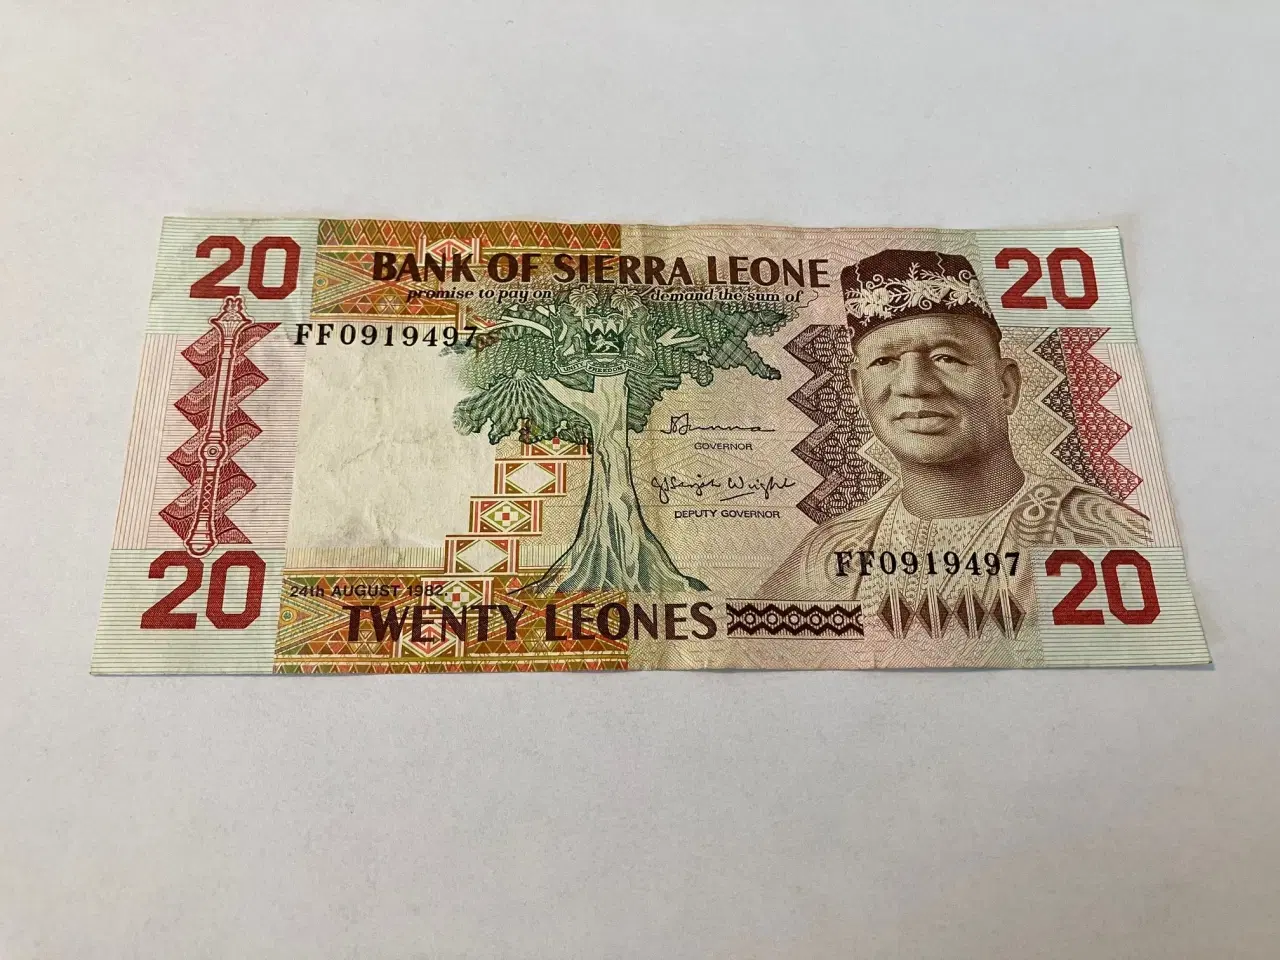 20
20
BANK OF SIERRA LEONE
promise to pay on demand the sum of
FF0919497
GOVERNOR
DEPUTY GOVERNOR
FF0919497
24th AUGUST 1982
TWENTY LEONES
20
20